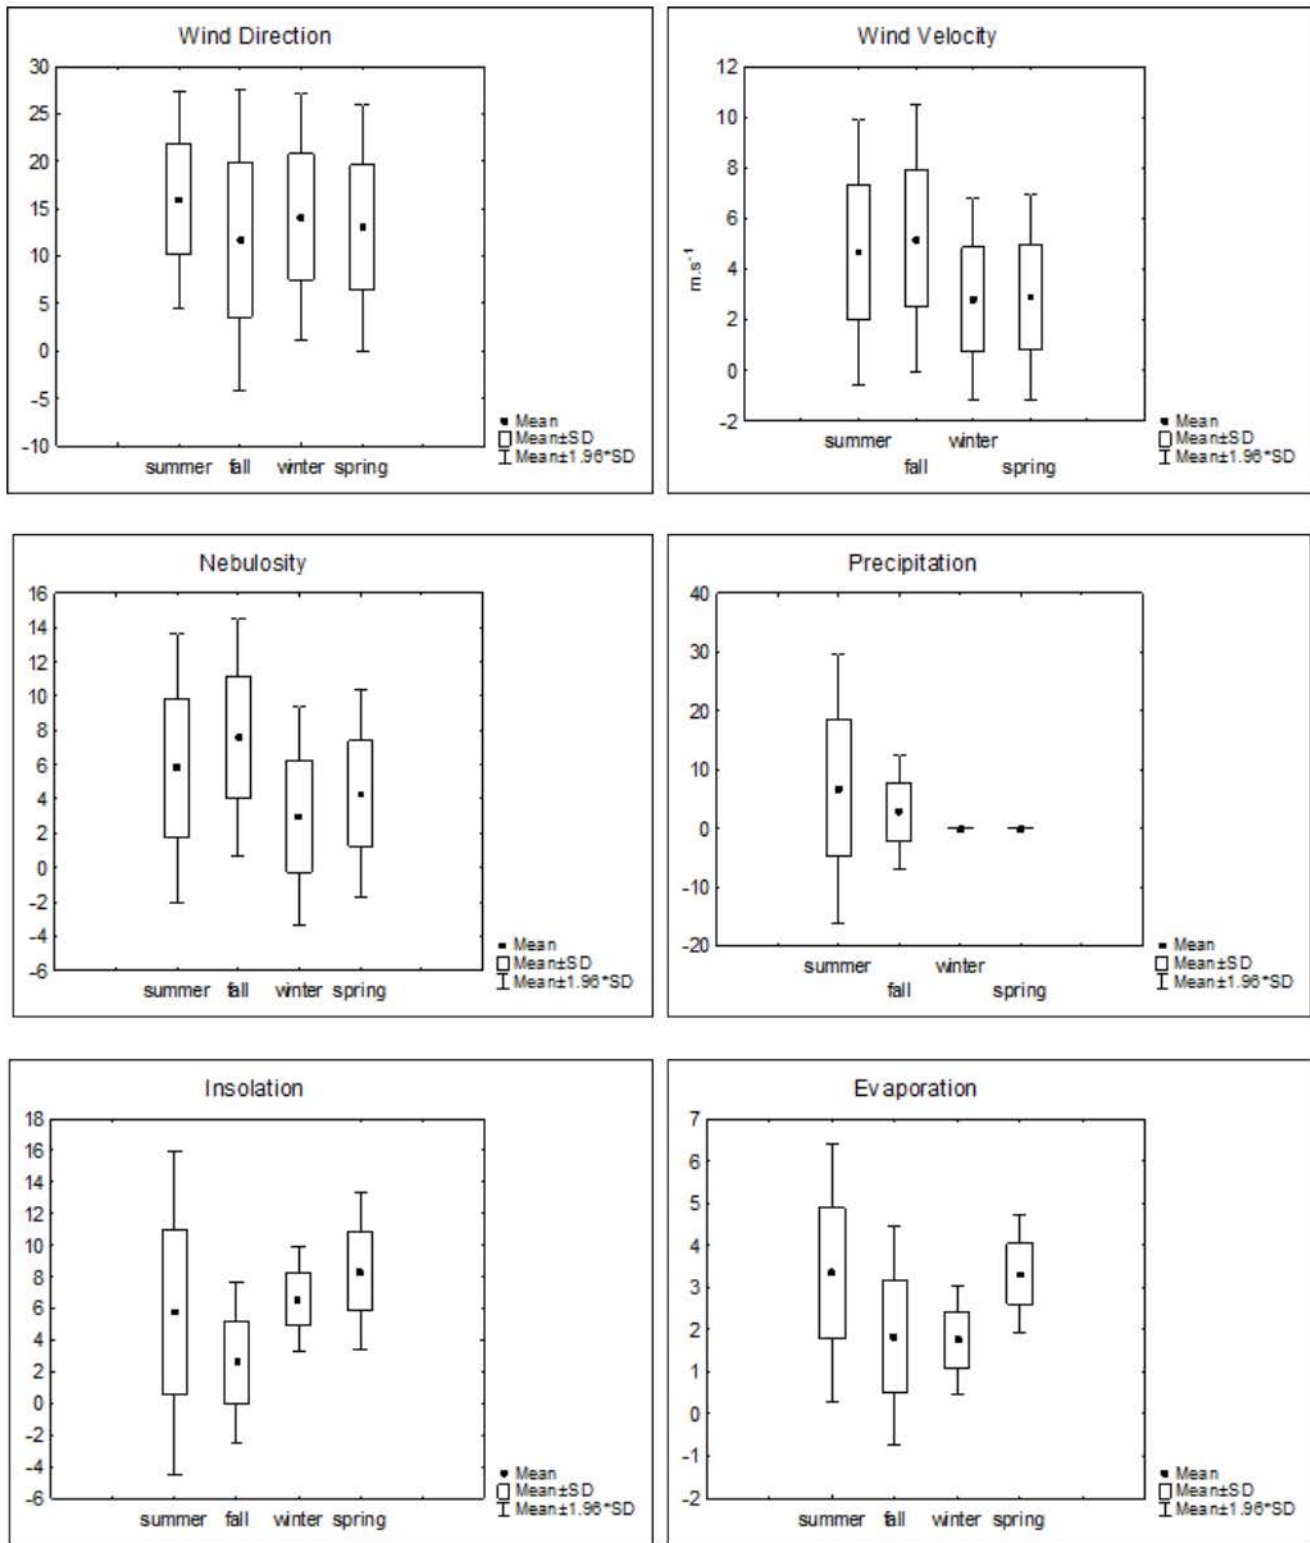 Wind Direction
30
25
20
15
10
5
0
-5
-10
summer fall winter spring
Mean
Mean±SD
Mean±1.96*SD
Wind Velocity
12
10
8
6
4
2
0
-2
m.s⁻¹
summer winter
fall spring
Mean
Mean±SD
Mean±1.96*SD
Nebulosity
16
14
12
10
8
6
4
2
0
-2
-4
-6
summer fall winter spring
Mean
Mean±SD
Mean±1.96*SD
Precipitation
40
30
20
10
0
-10
-20
summer winter
fall spring
Mean
Mean±SD
Mean±1.96*SD
Insolation
18
16
14
12
10
8
6
4
2
0
-2
-4
-6
summer fall winter spring
Mean
Mean±SD
Mean±1.96*SD
Evaporation
7
6
5
4
3
2
1
0
-1
-2
summer fall winter spring
Mean
Mean±SD
Mean±1.96*SD